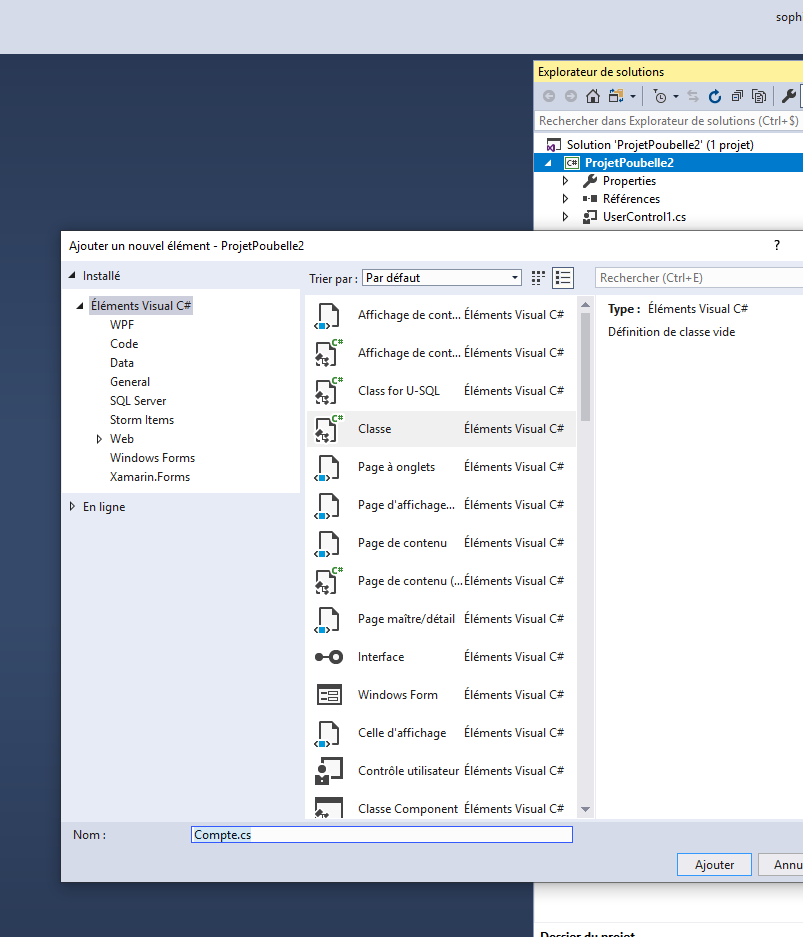 soph
Explorateur de solutions
Rechercher dans Explorateur de solutions (Ctrl+$)
Solution 'ProjetPoubelle2' (1 projet)
C# ProjetPoubelle2
Properties
Références
UserControl1.cs
Ajouter un nouvel élément - ProjetPoubelle2 ?
Installé
Trier par : Par défaut
Rechercher (Ctrl+E)
Éléments Visual C#
WPF
Code
Data
General
SQL Server
Storm Items
Web
Windows Forms
Xamarin.Forms
En ligne
Affichage de cont... Éléments Visual C#
C# Affichage de cont... Éléments Visual C#
C# Class for U-SQL Éléments Visual C#
C# Classe Éléments Visual C#
Page à onglets Éléments Visual C#
Page d'affichage... Éléments Visual C#
Page de contenu Éléments Visual C#
C# Page de contenu (... Éléments Visual C#
Page maître/détail Éléments Visual C#
Interface Éléments Visual C#
Windows Form Éléments Visual C#
Celle d'affichage Éléments Visual C#
Contrôle utilisateur Éléments Visual C#
Classe Component Éléments Visual C#
Type : Éléments Visual C#
Définition de classe vide
Nom : Compte.cs
Ajouter
Annu
Dossier du projet